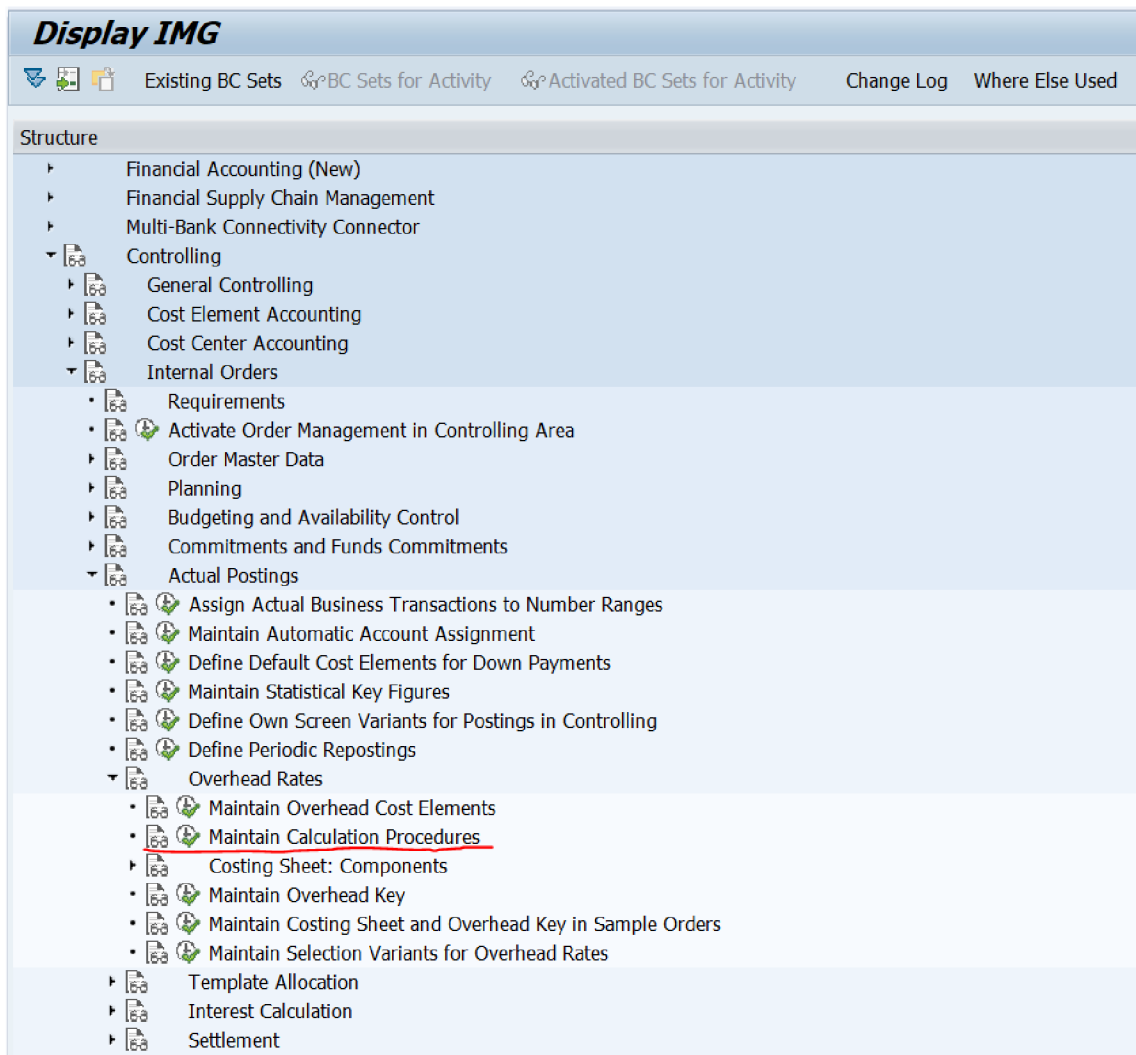 Display IMG
Existing BC Sets BC Sets for Activity Activated BC Sets for Activity Change Log Where Else Used
Structure
Financial Accounting (New)
Financial Supply Chain Management
Multi-Bank Connectivity Connector
Controlling
General Controlling
Cost Element Accounting
Cost Center Accounting
Internal Orders
Requirements
Activate Order Management in Controlling Area
Order Master Data
Planning
Budgeting and Availability Control
Commitments and Funds Commitments
Actual Postings
Assign Actual Business Transactions to Number Ranges
Maintain Automatic Account Assignment
Define Default Cost Elements for Down Payments
Maintain Statistical Key Figures
Define Own Screen Variants for Postings in Controlling
Define Periodic Repostings
Overhead Rates
Maintain Overhead Cost Elements
Maintain Calculation Procedures
Costing Sheet: Components
Maintain Overhead Key
Maintain Costing Sheet and Overhead Key in Sample Orders
Maintain Selection Variants for Overhead Rates
Template Allocation
Interest Calculation
Settlement